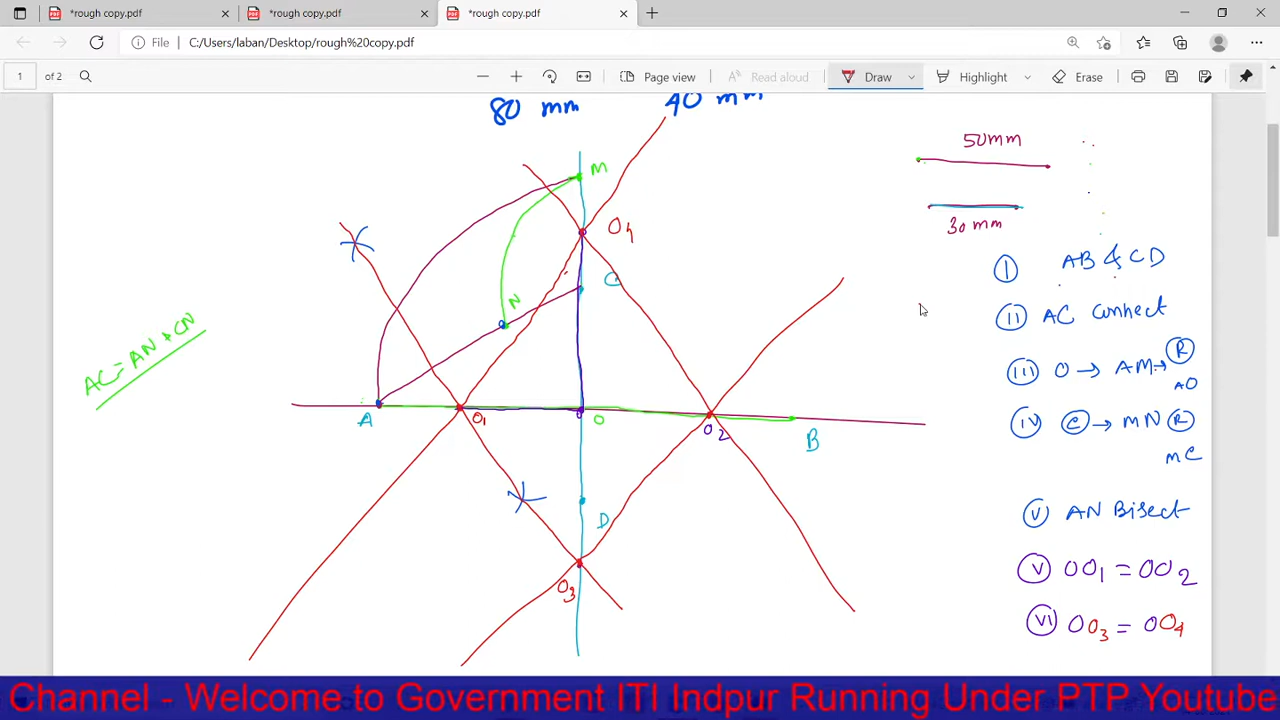 *rough copy.pdf
*rough copy.pdf
*rough copy.pdf
File C:/Users/laban/Desktop/rough%20copy.pdf
1 of 2
Page view
Read aloud
Draw
Highlight
Erase
80 mm 40 mm
50mm
30 mm
M
O4
C
N
AC = AN + CN
A
O1
O
O2
B
D
O3
I AB & CD
II AC connect
III O → AM → R
AO
IV C → MN R
MC
V AN Bisect
V OO1 = OO2
VI OO3 = OO4
Channel - Welcome to Government ITI Indpur Running Under PTP Youtube